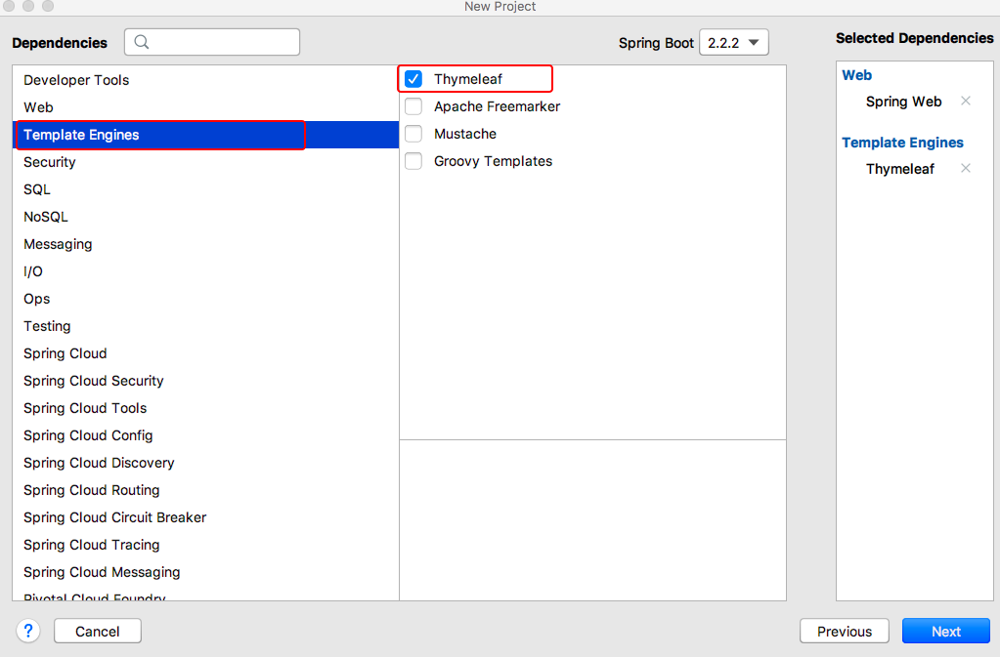 New Project
Dependencies
Spring Boot 2.2.2
Selected Dependencies
Developer Tools
Web
Template Engines
Security
SQL
NoSQL
Messaging
I/O
Ops
Testing
Spring Cloud
Spring Cloud Security
Spring Cloud Tools
Spring Cloud Config
Spring Cloud Discovery
Spring Cloud Routing
Spring Cloud Circuit Breaker
Spring Cloud Tracing
Spring Cloud Messaging
Pivotal Cloud Foundry
Thymeleaf
Apache Freemarker
Mustache
Groovy Templates
Web
Spring Web
Template Engines
Thymeleaf
?
Cancel
Previous
Next